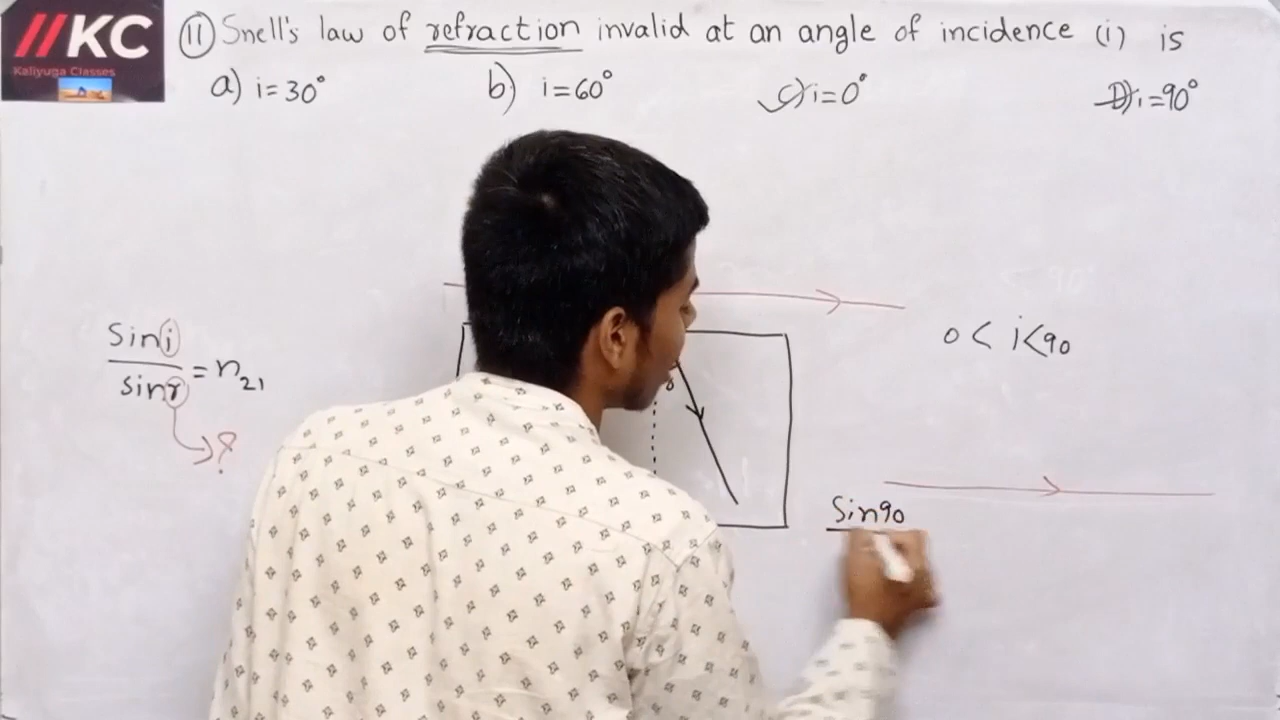 //KC
Kaliyuga Classes
11) Snell's law of refraction invalid at an angle of incidence (i) is
a) i=30° b) i=60° c) i=0° D) i=90°
sin i
sin r = n21
?
0 < i < 90
Sin90